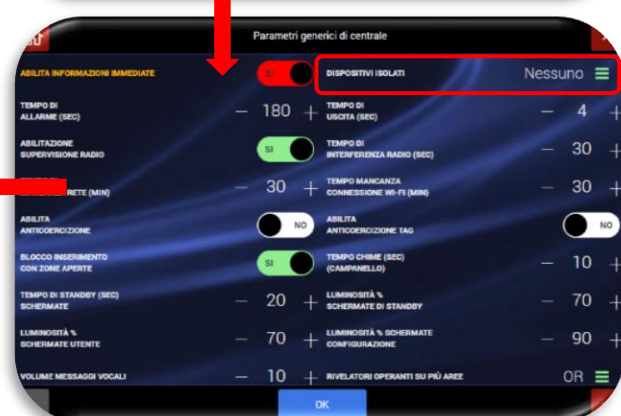 Parametri generici di centrale
ABILITA INFORMAZIONI IMMEDIATE
SI
DISPOSITIVI ISOLATI
Nessuno
TEMPO DI
ALLARME (SEC)
− 180 +
TEMPO DI
USCITA (SEC)
− 4 +
ABILITAZIONE
SUPERVISIONE RADIO
SI
TEMPO DI
INTERFERENZA RADIO (SEC)
− 30 +
RETE (MIN)
− 30 +
TEMPO MANCANZA
CONNESSIONE WI-FI (MIN)
− 30 +
ABILITA
ANTICOERCIZIONE
NO
ABILITA
ANTICOERCIZIONE TAG
NO
BLOCCO INSERIMENTO
CON ZONE APERTE
SI
TEMPO CHIME (SEC)
(CAMPANELLO)
− 10 +
TEMPO DI STANDBY (SEC)
SCHERMATE
− 20 +
LUMINOSITÀ %
SCHERMATE DI STANDBY
− 70 +
LUMINOSITÀ %
SCHERMATE UTENTE
− 70 +
LUMINOSITÀ % SCHERMATE
CONFIGURAZIONE
− 90 +
VOLUME MESSAGGI VOCALI
− 10 +
RIVELATORI OPERANTI SU PIÙ AREE
OR
OK